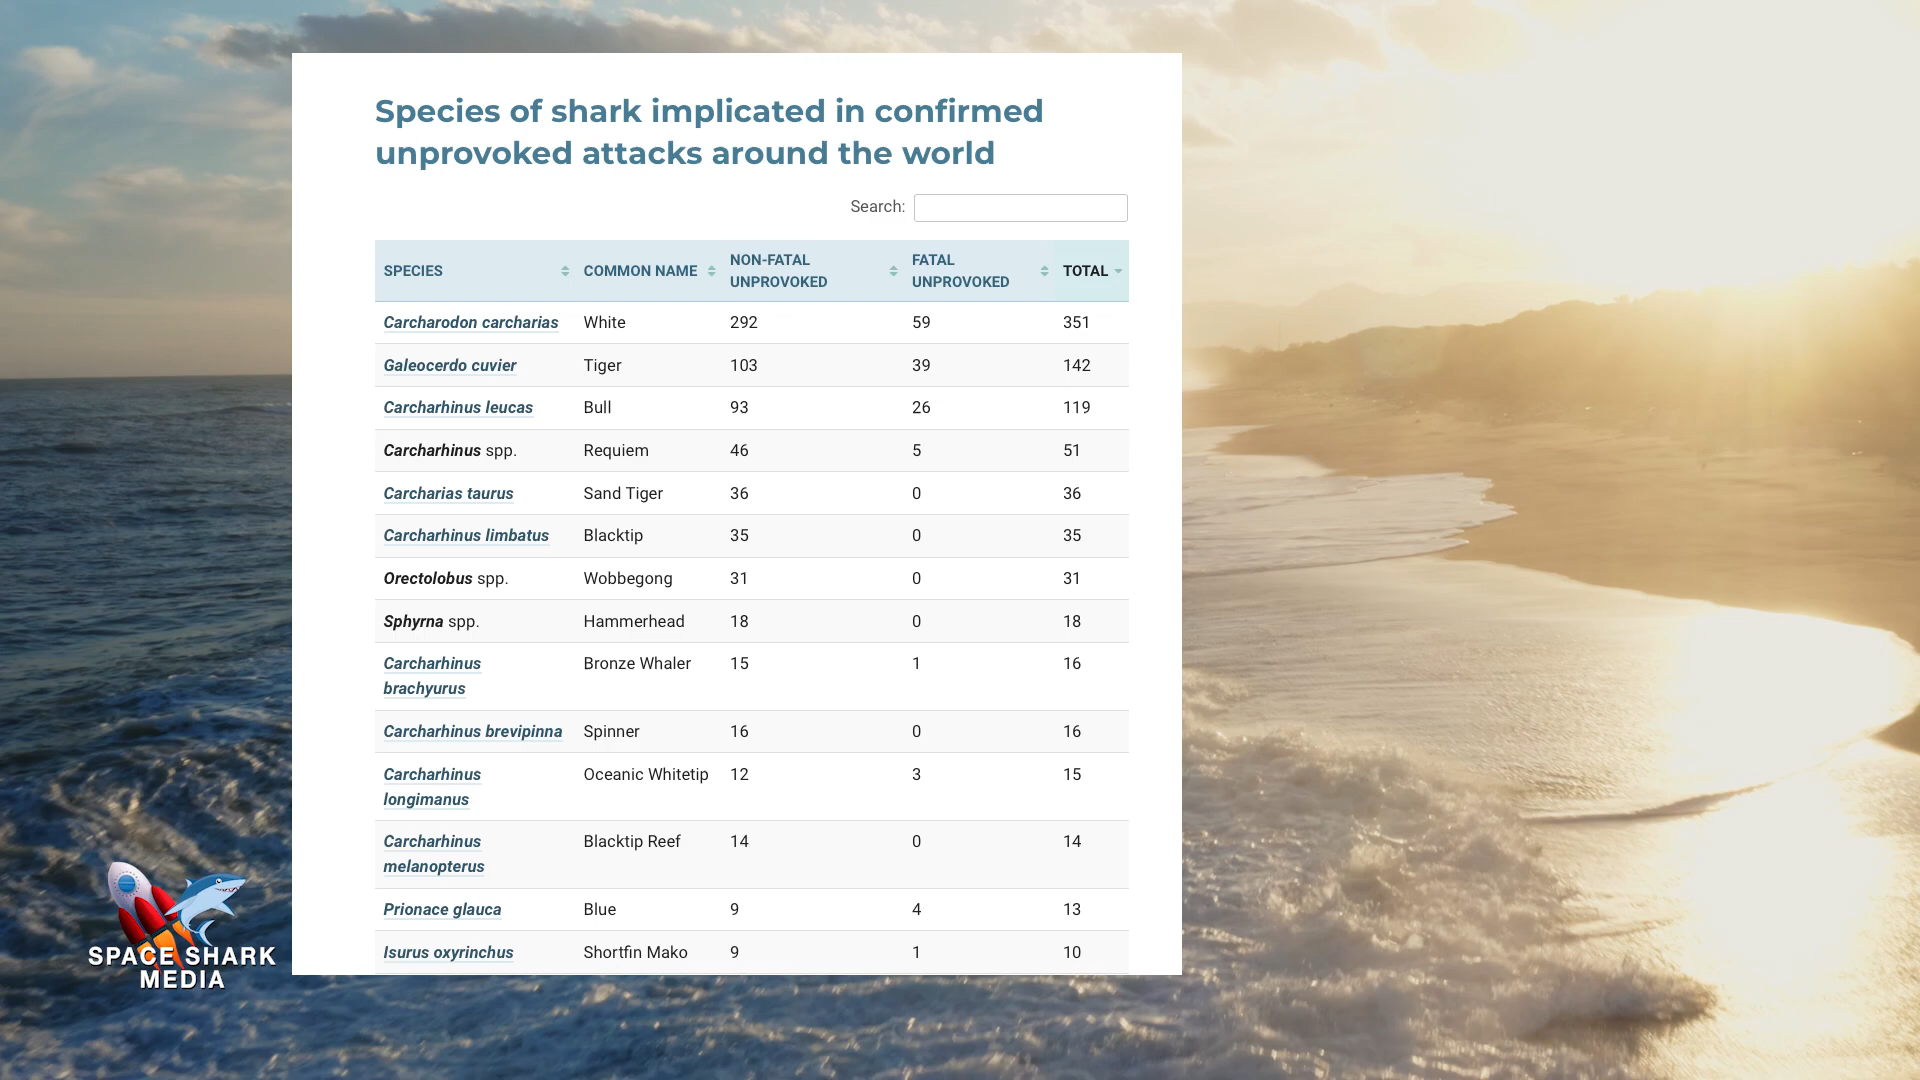 Species of shark implicated in confirmed
unprovoked attacks around the world
Search:
SPECIES COMMON NAME NON-FATAL UNPROVOKED FATAL UNPROVOKED TOTAL
Carcharodon carcharias White 292 59 351
Galeocerdo cuvier Tiger 103 39 142
Carcharhinus leucas Bull 93 26 119
Carcharhinus spp. Requiem 46 5 51
Carcharias taurus Sand Tiger 36 0 36
Carcharhinus limbatus Blacktip 35 0 35
Orectolobus spp. Wobbegong 31 0 31
Sphyrna spp. Hammerhead 18 0 18
Carcharhinus brachyurus Bronze Whaler 15 1 16
Carcharhinus brevipinna Spinner 16 0 16
Carcharhinus longimanus Oceanic Whitetip 12 3 15
Carcharhinus melanopterus Blacktip Reef 14 0 14
Prionace glauca Blue 9 4 13
Isurus oxyrinchus Shortfin Mako 9 1 10
SPACE SHARK
MEDIA